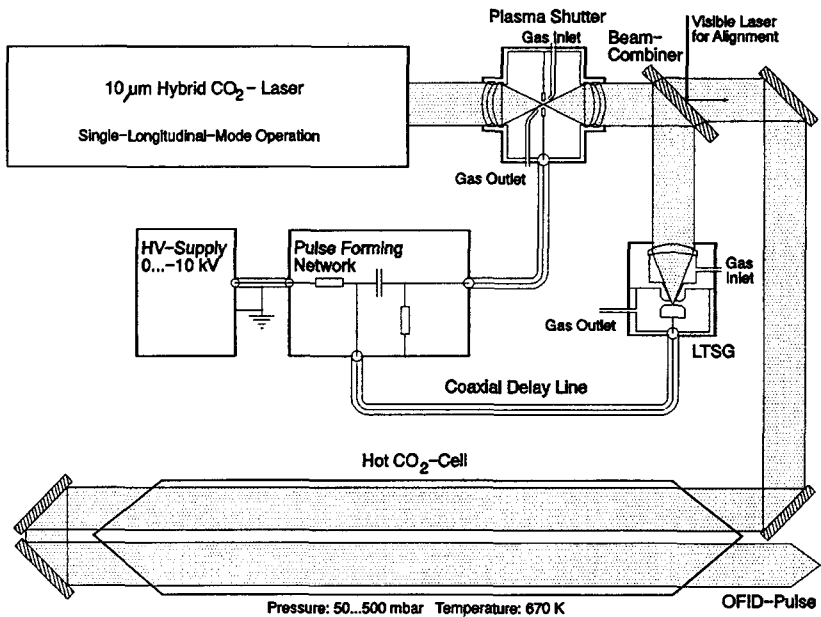 Plasma Shutter
Gas Inlet
Visible Laser
for Alignment
Beam-
Combiner
10 µm Hybrid CO2 - Laser
Single-Longitudinal-Mode Operation
Gas Outlet
HV-Supply
0...-10 kV
Pulse Forming
Network
Gas
Inlet
Gas Outlet
LTSG
Coaxial Delay Line
Hot CO2-Cell
OFID-Pulse
Pressure: 50...500 mbar Temperature: 670 K